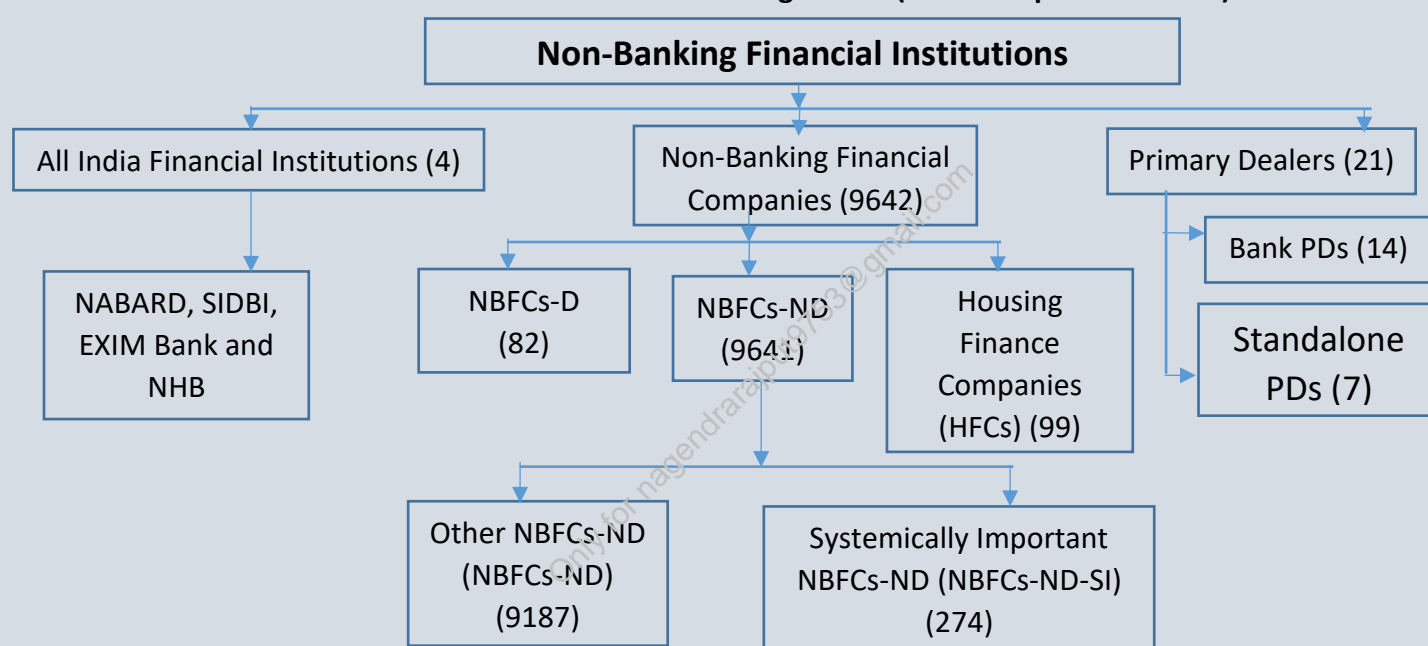 Non-Banking Financial Institutions
All India Financial Institutions (4)
Non-Banking Financial
Companies (9642)
Primary Dealers (21)
Bank PDs (14)
Standalone
PDs (7)
NABARD, SIDBI,
EXIM Bank and
NHB
NBFCs-D
(82)
NBFCs-ND
(9641)
Housing
Finance
Companies
(HFCs) (99)
Other NBFCs-ND
(NBFCs-ND)
(9187)
Systemically Important
NBFCs-ND (NBFCs-ND-SI)
(274)